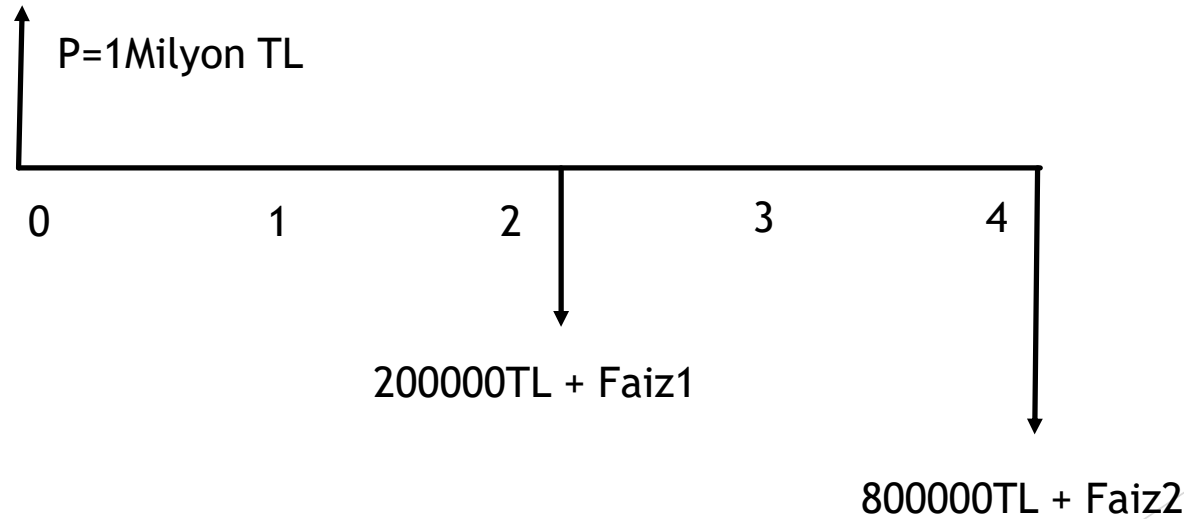 P=1Milyon TL
0 1 2 3 4
200000TL + Faiz1
800000TL + Faiz2